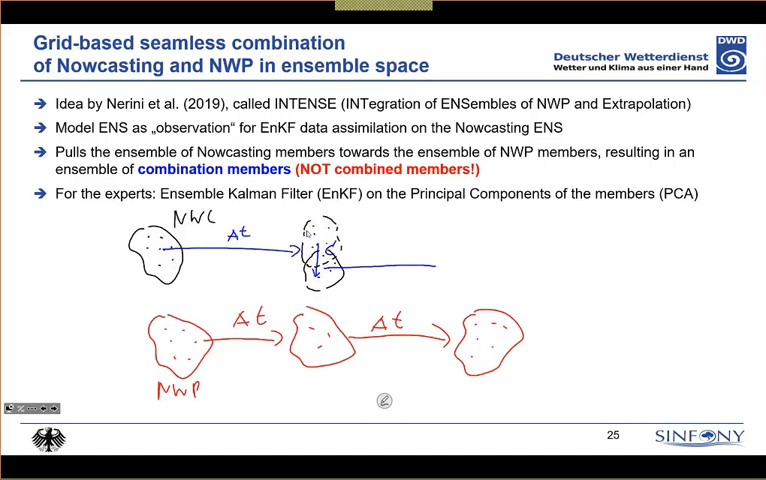 Grid-based seamless combination
of Nowcasting and NWP in ensemble space
DWD
Deutscher Wetterdienst
Wetter und Klima aus einer Hand
Idea by Nerini et al. (2019), called INTENSE (INTegration of ENSembles of NWP and Extrapolation)
Model ENS as „observation“ for EnKF data assimilation on the Nowcasting ENS
Pulls the ensemble of Nowcasting members towards the ensemble of NWP members, resulting in an
ensemble of combination members (NOT combined members!)
For the experts: Ensemble Kalman Filter (EnKF) on the Principal Components of the members (PCA)
NWC
Δt
Δt
Δt
NWP
25
SINFONY